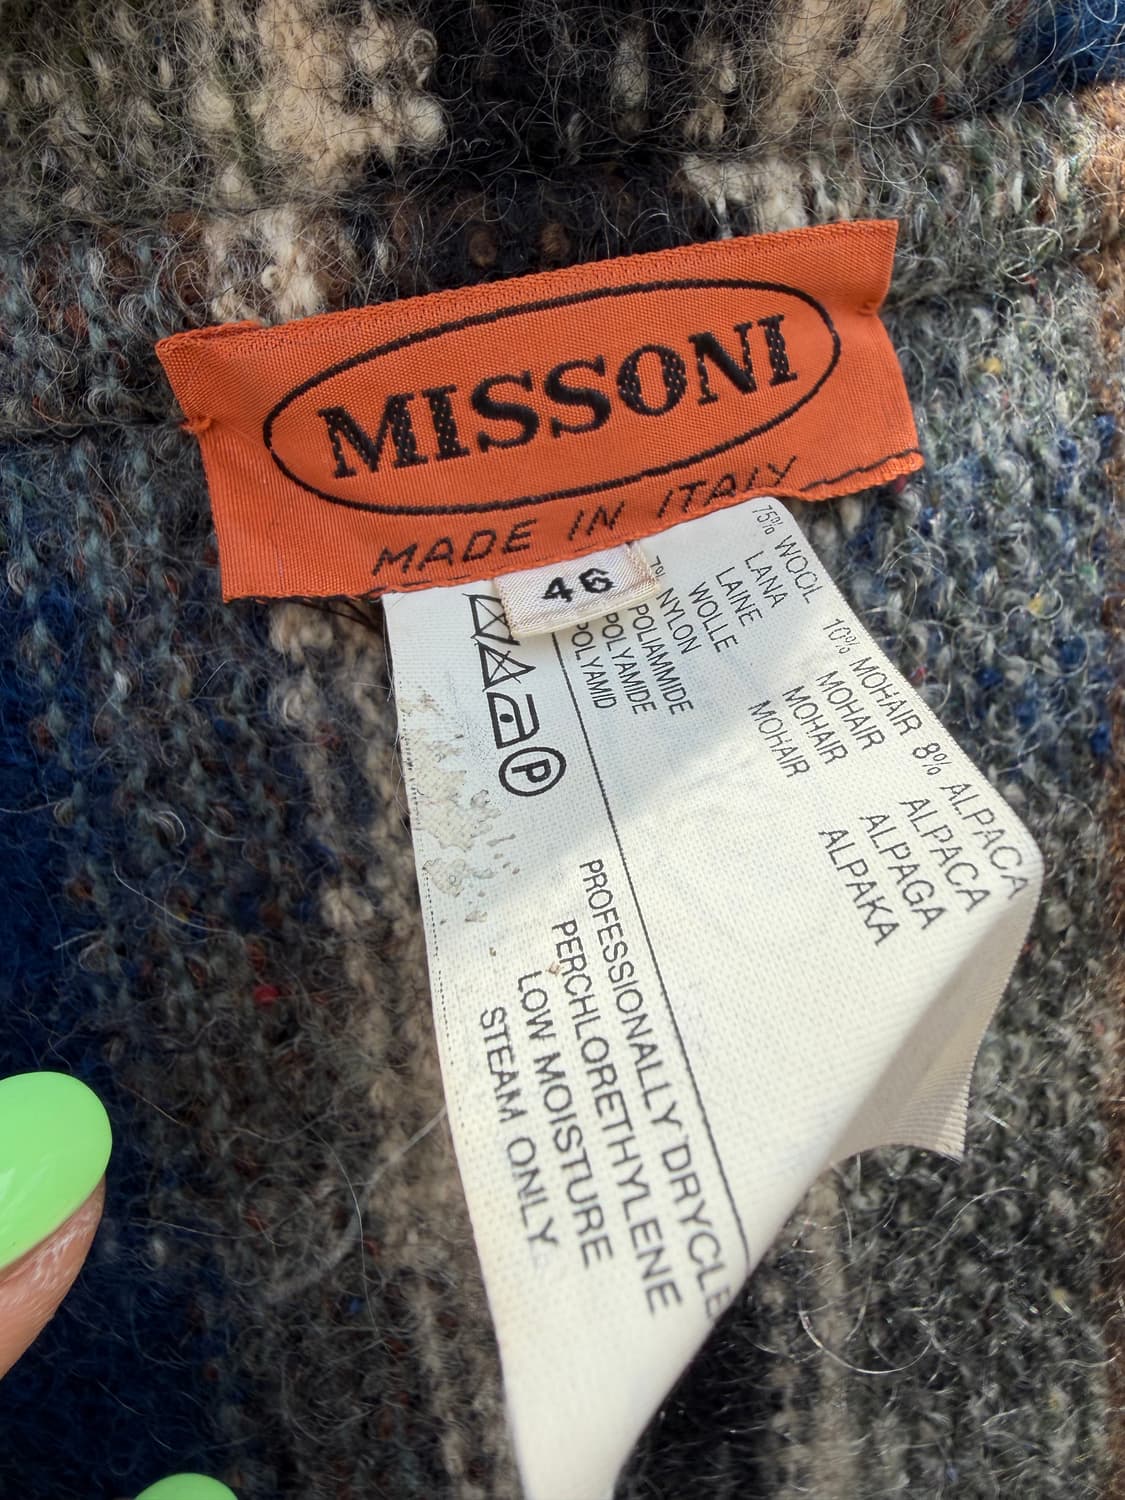 MISSONI
MADE IN ITALY
46
75% WOOL 10% MOHAIR 8% ALPACA
LANA MOHAIR ALPACA
LAINE MOHAIR ALPAGA
WOLLE MOHAIR ALPAKA
7% NYLON
POLIAMMIDE
POLYAMIDE
POLYAMID
P
PROFESSIONALLY DRYCLE
PERCHLORETHYLENE
LOW MOISTURE
STEAM ONLY